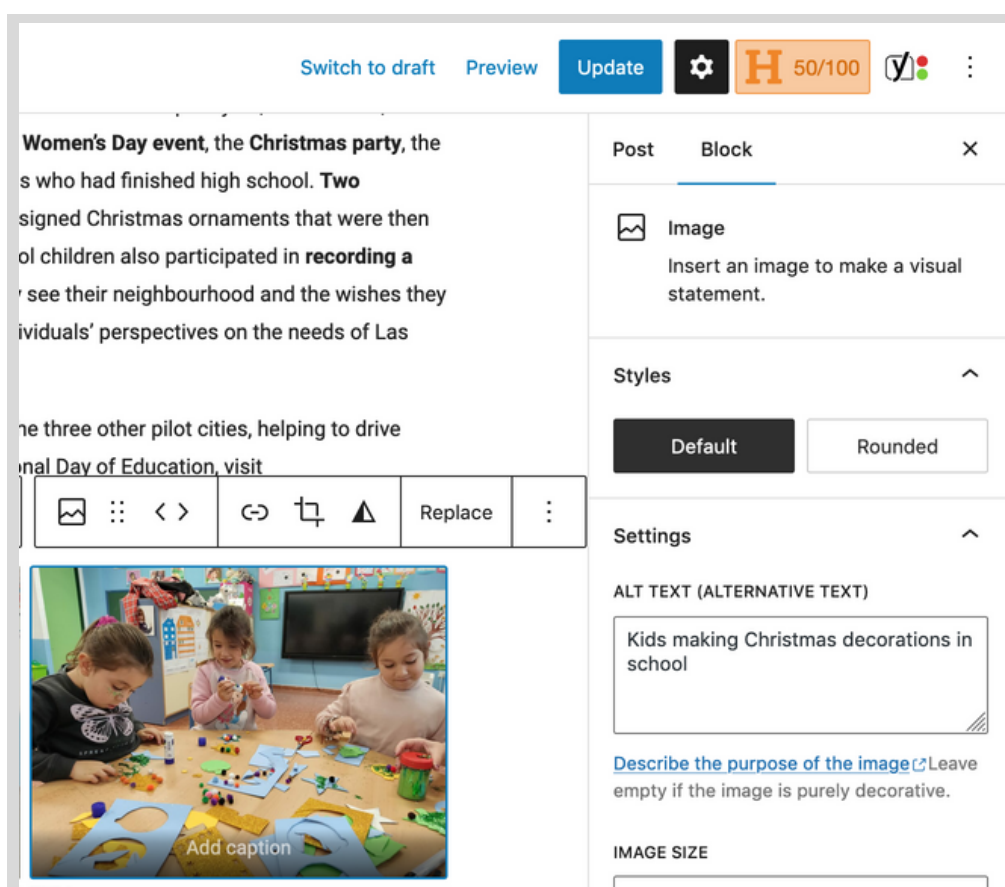 Switch to draft Preview Update H 50/100 y
Women's Day event, the Christmas party, the
s who had finished high school. Two
signed Christmas ornaments that were then
ol children also participated in recording a
see their neighbourhood and the wishes they
ividuals' perspectives on the needs of Las
ne three other pilot cities, helping to drive
onal Day of Education, visit
Replace
Add caption
Post Block
Image
Insert an image to make a visual
statement.
Styles
Default Rounded
Settings
ALT TEXT (ALTERNATIVE TEXT)
Kids making Christmas decorations in
school
Describe the purpose of the image Leave
empty if the image is purely decorative.
IMAGE SIZE